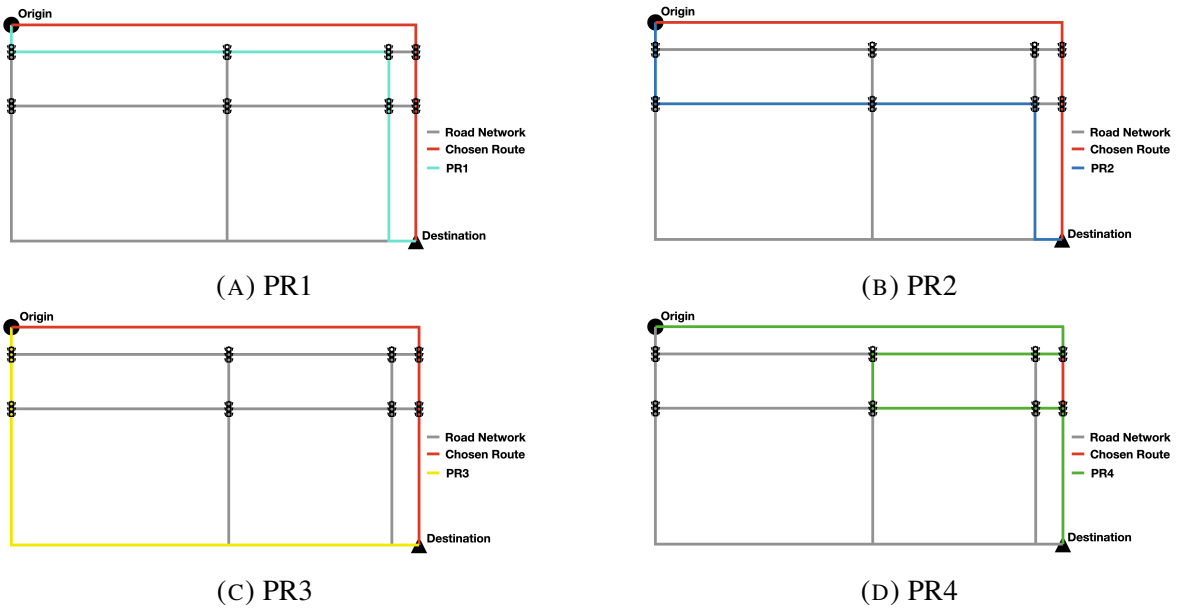 Origin
Road Network
Chosen Route
PR1
Destination
(A) PR1
Origin
Road Network
Chosen Route
PR2
Destination
(B) PR2
Origin
Road Network
Chosen Route
PR3
Destination
(C) PR3
Origin
Road Network
Chosen Route
PR4
Destination
(D) PR4